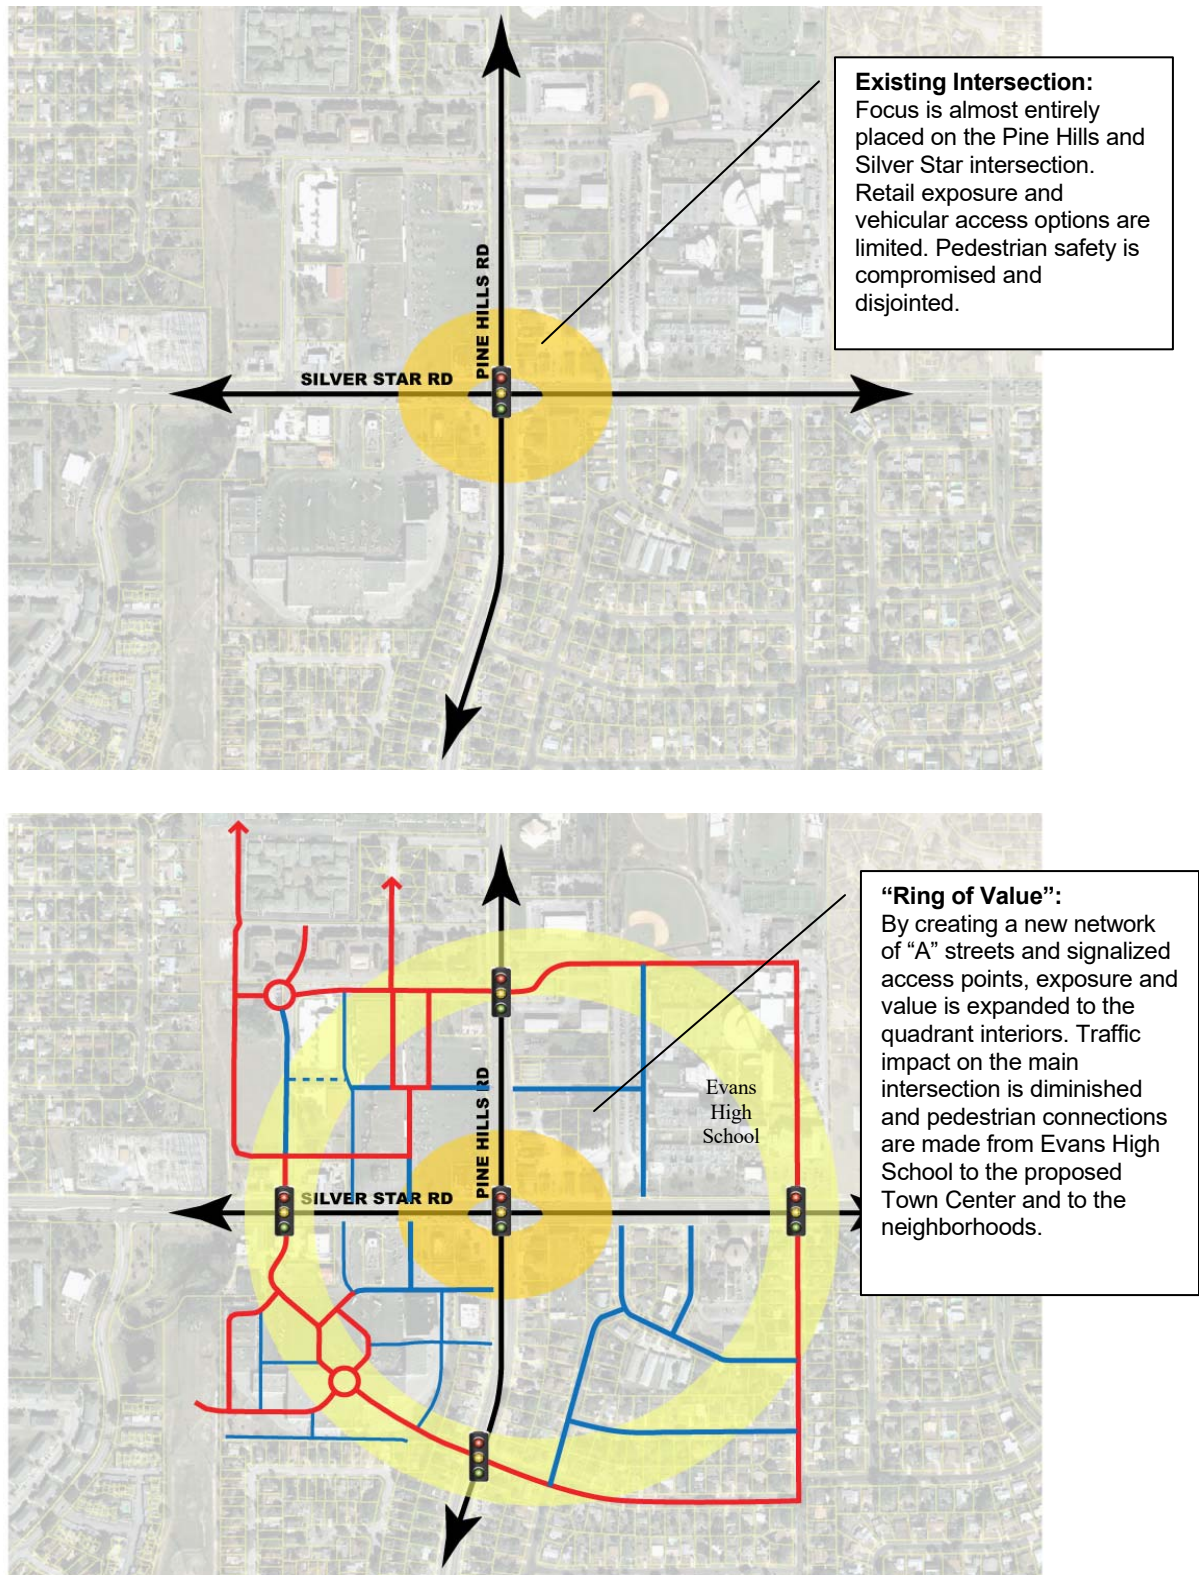 Existing Intersection:
Focus is almost entirely
placed on the Pine Hills and
Silver Star intersection.
Retail exposure and
vehicular access options are
limited. Pedestrian safety is
compromised and
disjointed.
PINE HILLS RD
SILVER STAR RD
“Ring of Value”:
By creating a new network
of “A” streets and signalized
access points, exposure and
value is expanded to the
quadrant interiors. Traffic
impact on the main
intersection is diminished
and pedestrian connections
are made from Evans High
School to the proposed
Town Center and to the
neighborhoods.
Evans
High
School
PINE HILLS RD
SILVER STAR RD